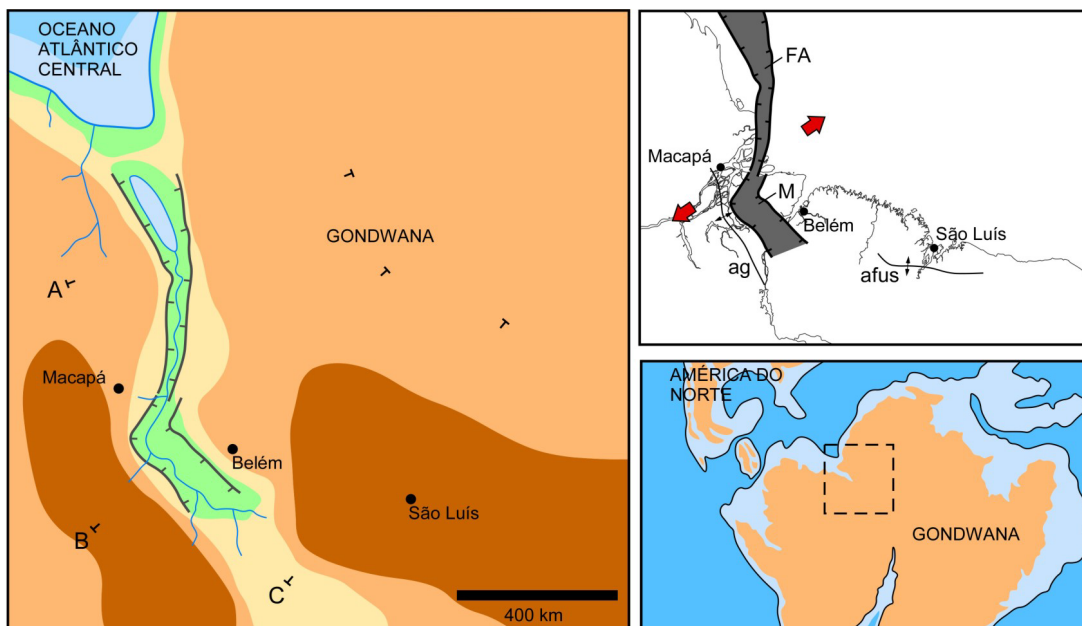 OCEANO
ATLÂNTICO
CENTRAL
GONDWANA
A
Macapá
Belém
São Luís
B
C
400 km
FA
Macapá
M
Belém
São Luís
ag
afus
AMÉRICA DO
NORTE
GONDWANA